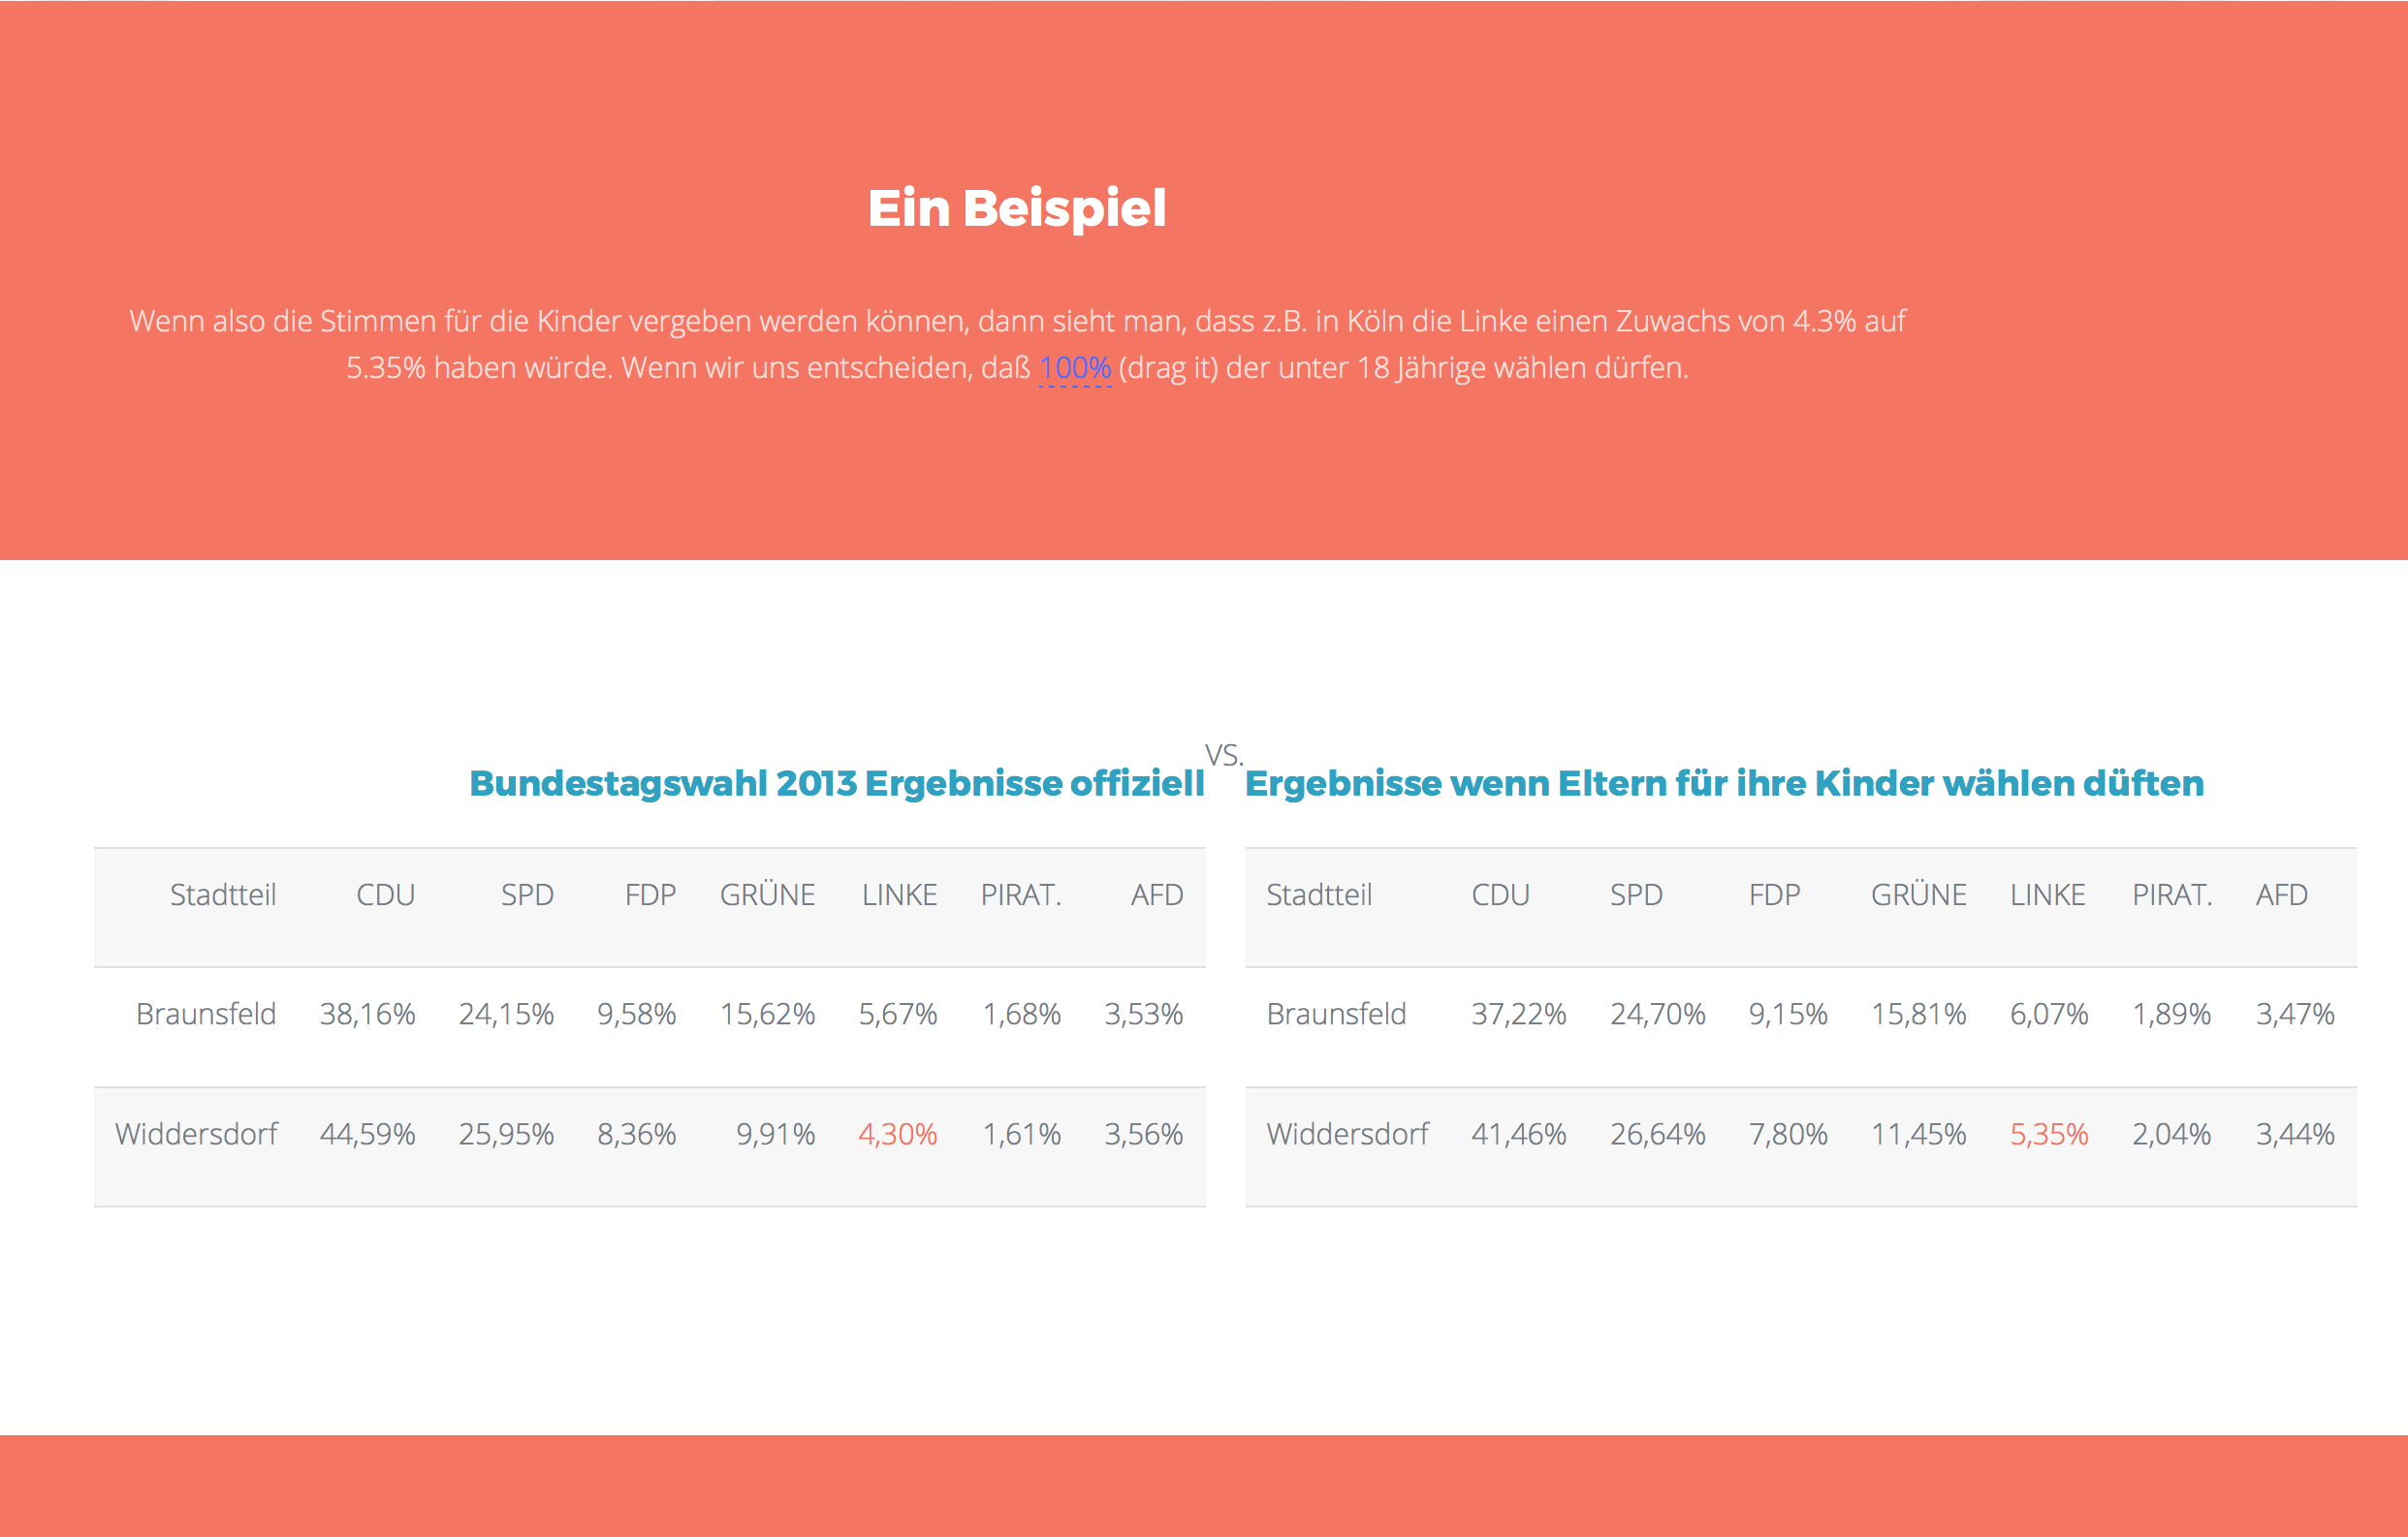 Ein Beispiel
Wenn also die Stimmen für die Kinder vergeben werden können, dann sieht man, dass z.B. in Köln die Linke einen Zuwachs von 4.3% auf
5.35% haben würde. Wenn wir uns entscheiden, daß 100% (drag it) der unter 18 Jährige wählen dürfen.
Bundestagswahl 2013 Ergebnisse offiziell
Stadtteil CDU SPD FDP GRÜNE LINKE PIRAT. AFD
Braunsfeld 38,16% 24,15% 9,58% 15,62% 5,67% 1,68% 3,53%
Widdersdorf 44,59% 25,95% 8,36% 9,91% 4,30% 1,61% 3,56%
VS.
Ergebnisse wenn Eltern für ihre Kinder wählen düften
Stadtteil CDU SPD FDP GRÜNE LINKE PIRAT. AFD
Braunsfeld 37,22% 24,70% 9,15% 15,81% 6,07% 1,89% 3,47%
Widdersdorf 41,46% 26,64% 7,80% 11,45% 5,35% 2,04% 3,44%